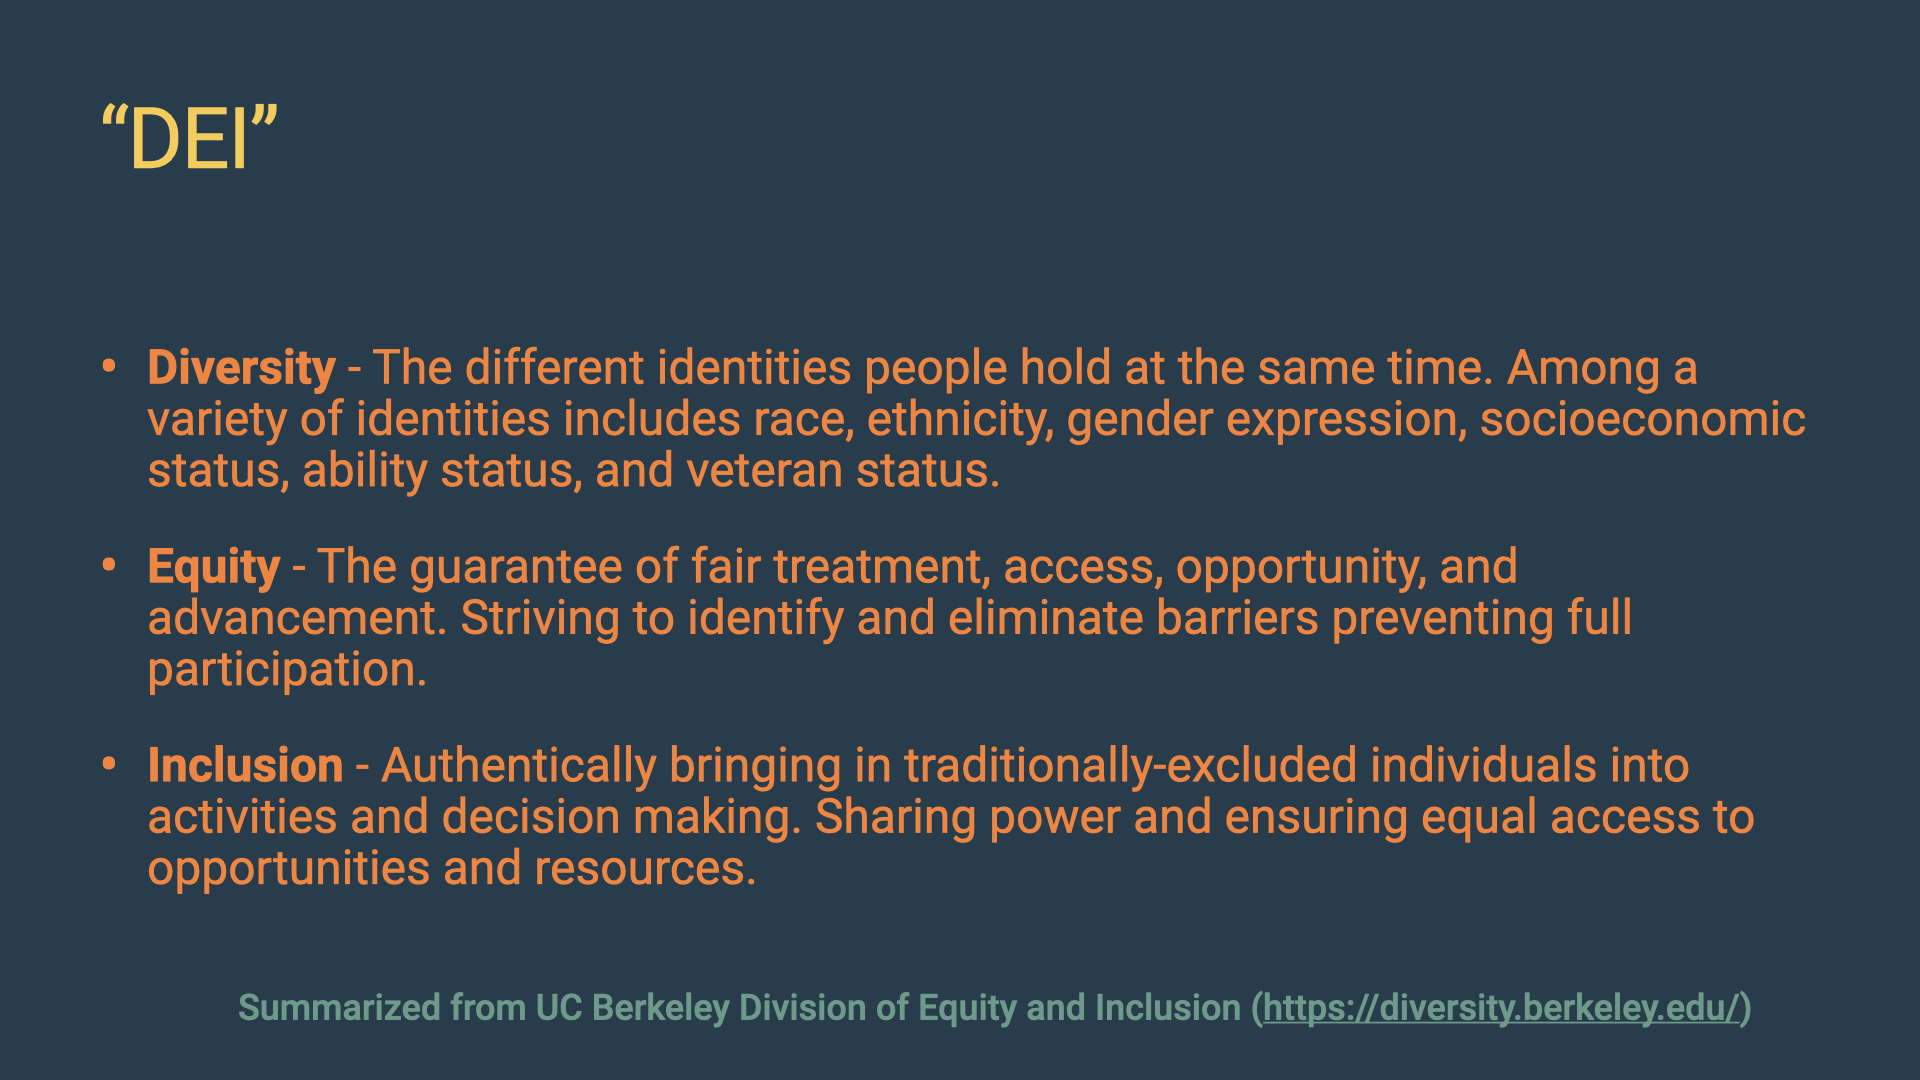 “DEI”
• Diversity - The different identities people hold at the same time. Among a
variety of identities includes race, ethnicity, gender expression, socioeconomic
status, ability status, and veteran status.
• Equity - The guarantee of fair treatment, access, opportunity, and
advancement. Striving to identify and eliminate barriers preventing full
participation.
• Inclusion - Authentically bringing in traditionally-excluded individuals into
activities and decision making. Sharing power and ensuring equal access to
opportunities and resources.
Summarized from UC Berkeley Division of Equity and Inclusion (https://diversity.berkeley.edu/)